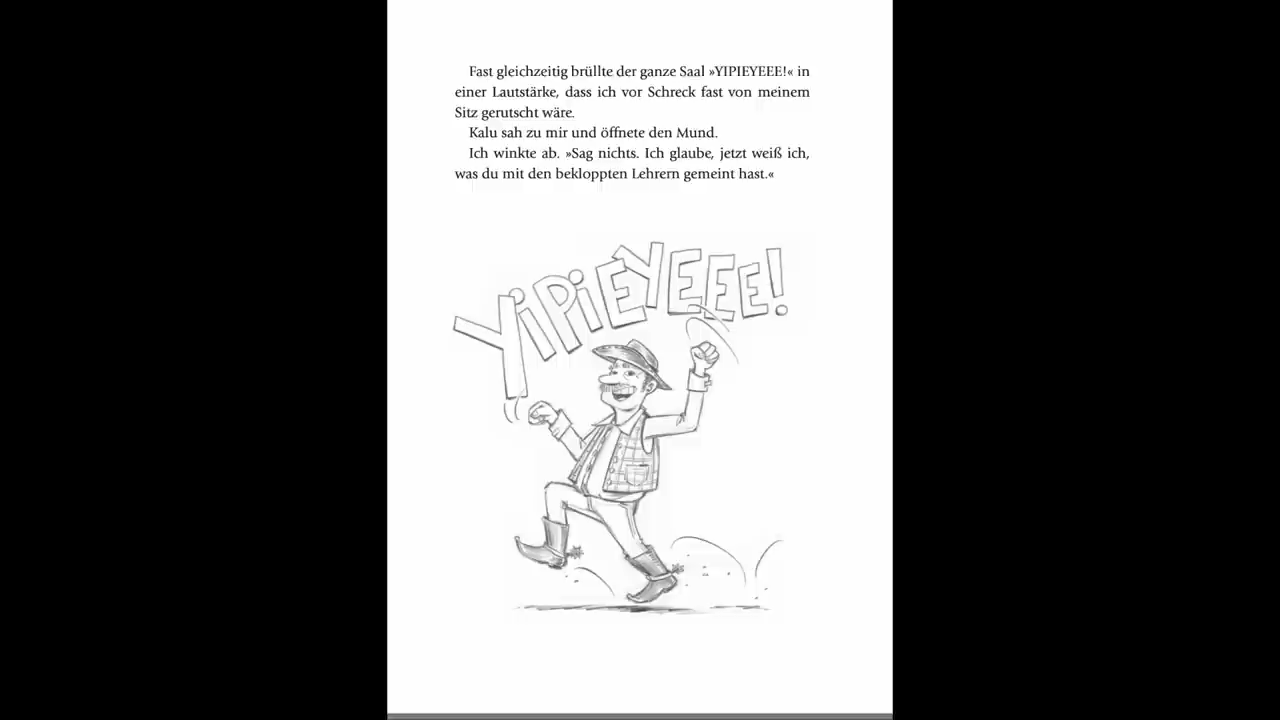 Fast gleichzeitig brüllte der ganze Saal »YIPIEYEEE!« in
einer Lautstärke, dass ich vor Schreck fast von meinem
Sitz gerutscht wäre.
Kalu sah zu mir und öffnete den Mund.
Ich winkte ab. »Sag nichts. Ich glaube, jetzt weiß ich,
was du mit den bekloppten Lehrern gemeint hast.«
YiPiEYEEE!